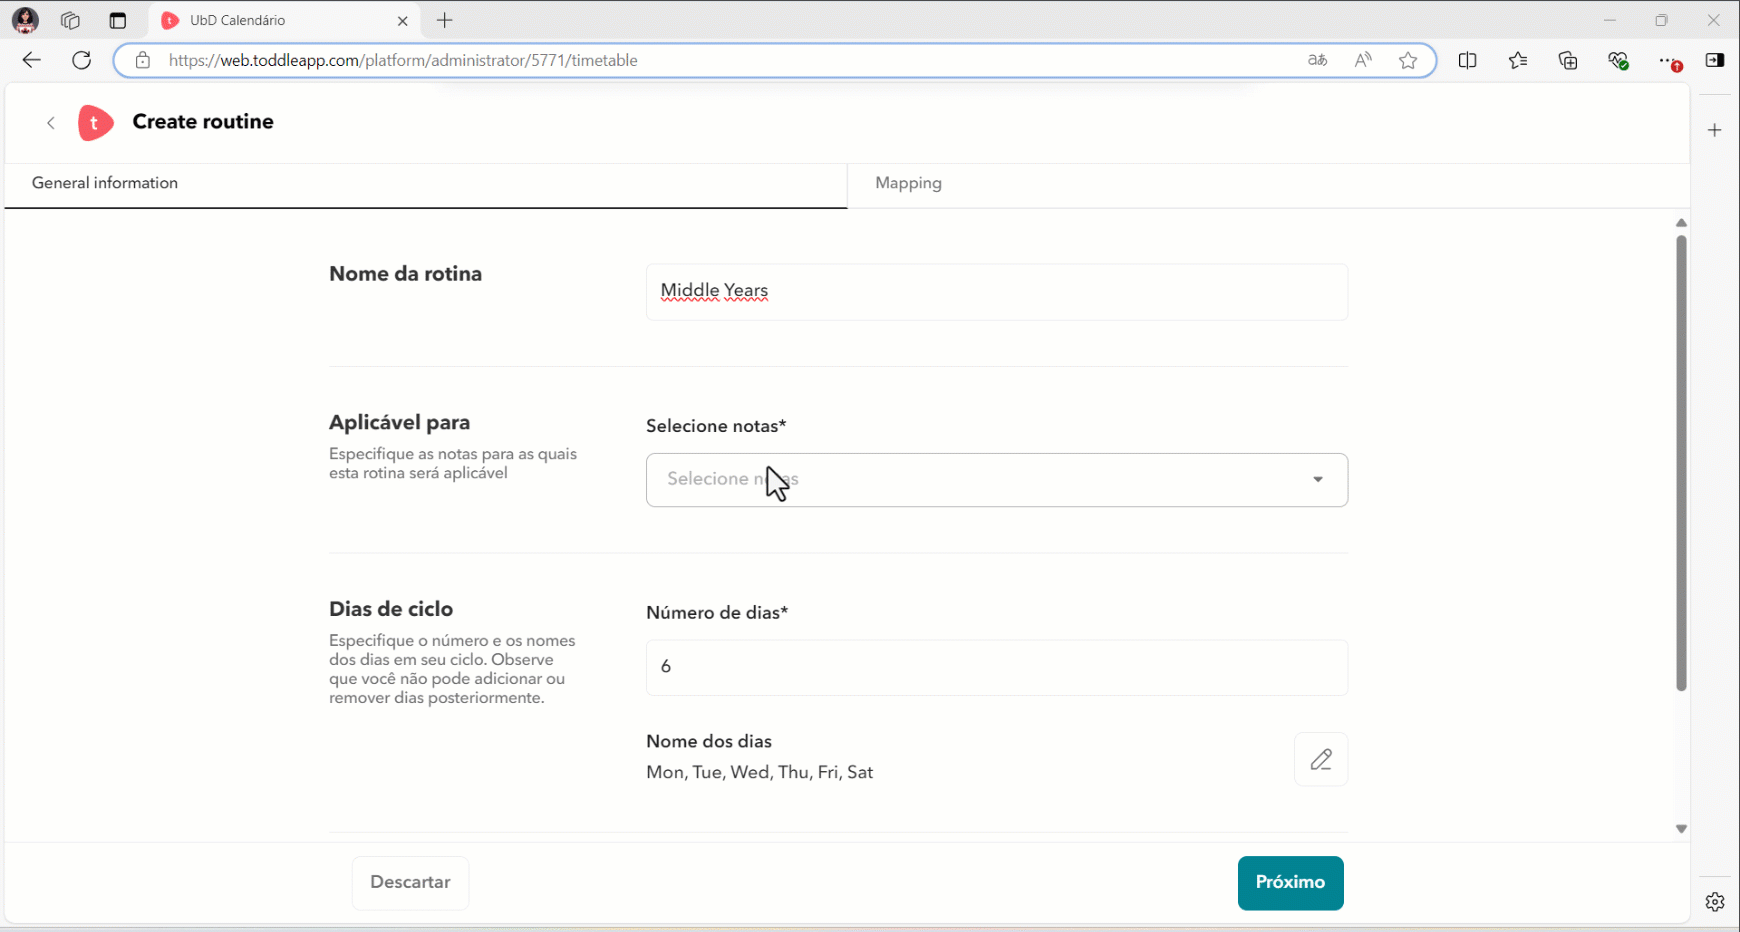 UbD Calendário
https://web.toddleapp.com/platform/administrator/5771/timetable
t Create routine
General information
Mapping
Nome da rotina
Middle Years
Aplicável para
Especifique as notas para as quais
esta rotina será aplicável
Selecione notas*
Selecione notas
Dias de ciclo
Especifique o número e os nomes
dos dias em seu ciclo. Observe
que você não pode adicionar ou
remover dias posteriormente.
Número de dias*
6
Nome dos dias
Mon, Tue, Wed, Thu, Fri, Sat
Descartar
Próximo